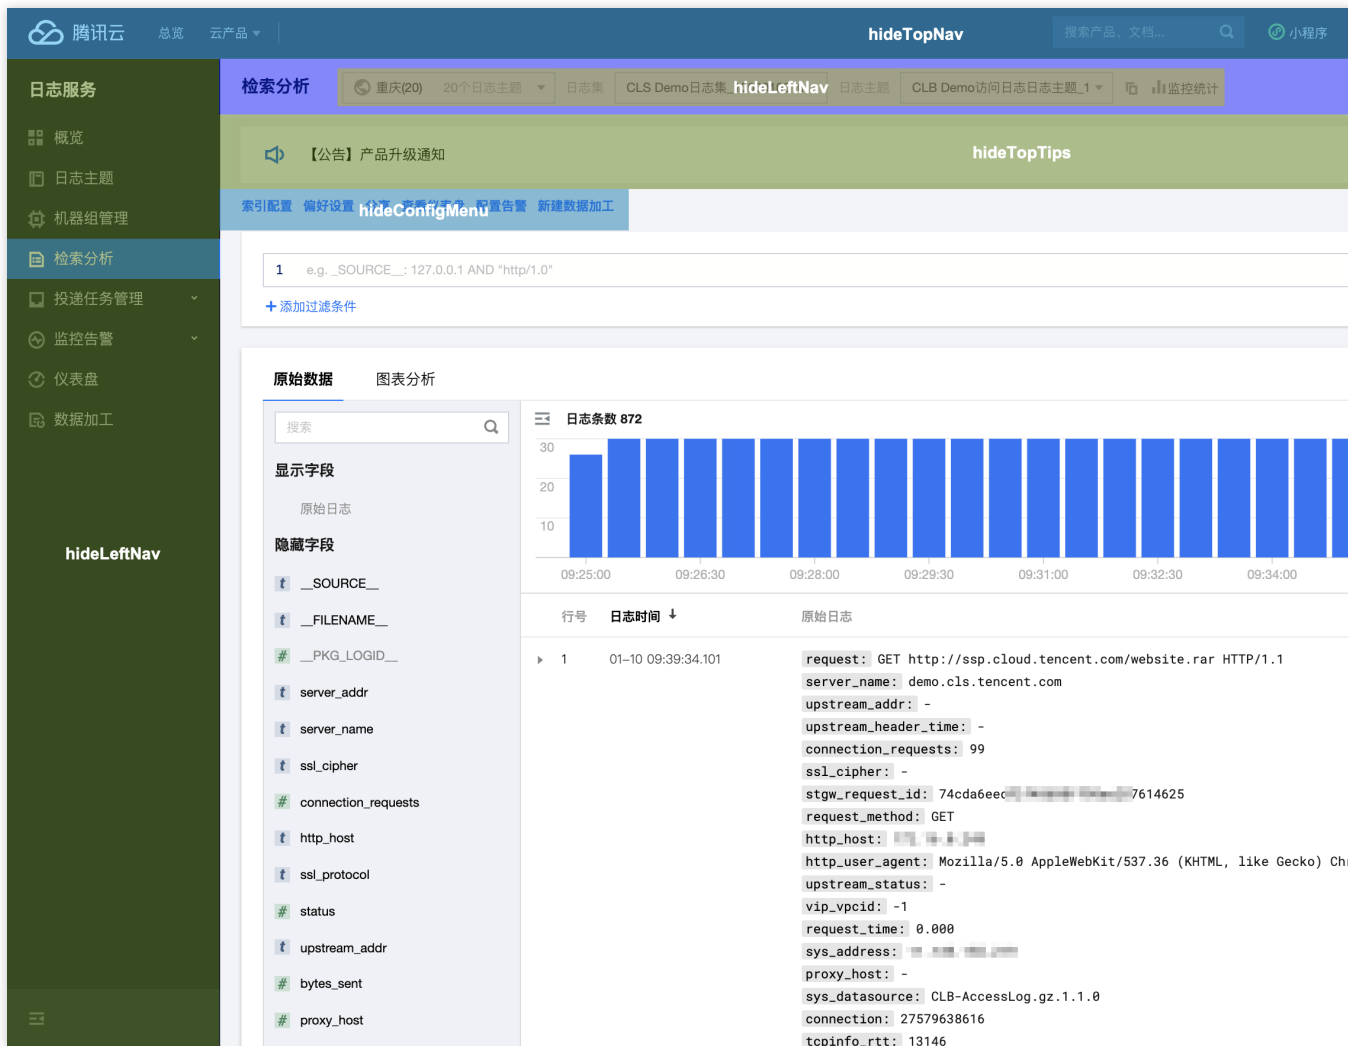 腾讯云 总览 云产品 hideTopNav 搜索产品、文档... 小程序
日志服务
概览
日志主题
机器组管理
检索分析
投递任务管理
监控告警
仪表盘
数据加工
hideLeftNav
检索分析 重庆(20) 20个日志主题 日志集 CLS Demo日志集_ hideLeftNav 日志主题 CLB Demo访问日志日志主题_1 监控统计
【公告】产品升级通知 hideTopTips
索引配置 偏好设置 分享 查看仪表盘 配置告警 新建数据加工
hideConfigMenu
1 e.g. _SOURCE__: 127.0.0.1 AND "http/1.0"
添加过滤条件
原始数据 图表分析
搜索
显示字段
原始日志
隐藏字段
t __SOURCE__
t __FILENAME__
# __PKG_LOGID__
t server_addr
t server_name
t ssl_cipher
# connection_requests
t http_host
t ssl_protocol
# status
t upstream_addr
# bytes_sent
# proxy_host
日志条数 872
30
20
10
09:25:00 09:26:30 09:28:00 09:29:30 09:31:00 09:32:30 09:34:00
行号 日志时间 原始日志
1 01-10 09:39:34.101
request: GET http://ssp.cloud.tencent.com/website.rar HTTP/1.1
server_name: demo.cls.tencent.com
upstream_addr: -
upstream_header_time: -
connection_requests: 99
ssl_cipher: -
stgw_request_id: 74cda6eec 7614625
request_method: GET
http_host:
http_user_agent: Mozilla/5.0 AppleWebKit/537.36 (KHTML, like Gecko) Ch
upstream_status: -
vip_vpcid: -1
request_time: 0.000
sys_address:
proxy_host: -
sys_datasource: CLB-AccessLog.gz.1.1.0
connection: 27579638616
tcpinfo_rtt: 13146